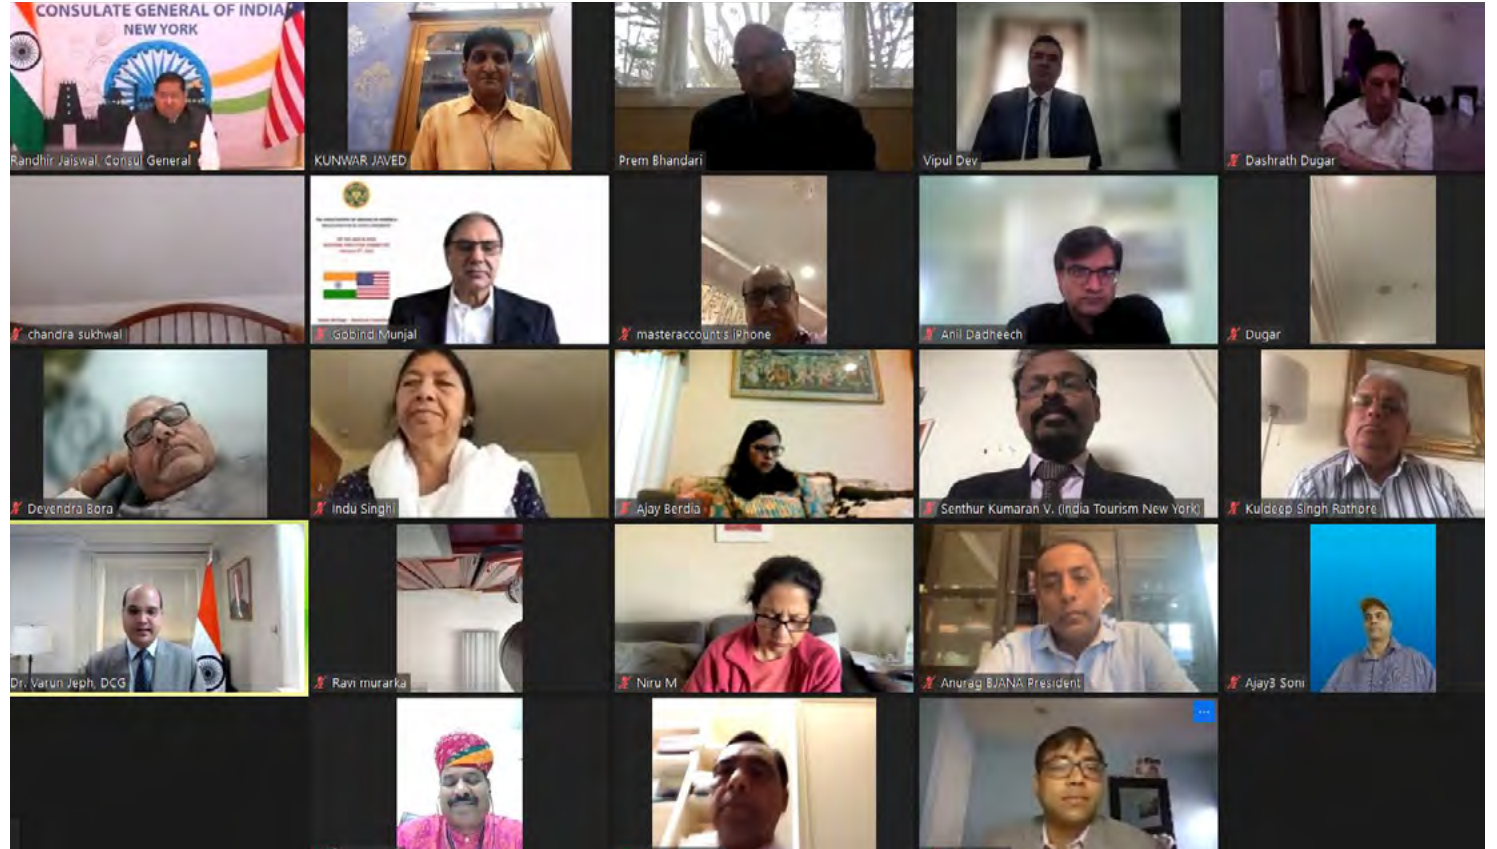 CONSULATE GENERAL OF INDIA
NEW YORK
Randhir Jaiswal, Consul General
KUNWAR JAVED
Prem Bhandari
Vipul Dev
Dashrath Dugar
chandra sukhwal
Gobind Munjal
masteraccount's iPhone
Anil Dadheech
Dugar
Devendra Bora
Indu Singhi
Ajay Berdia
Senthur Kumaran V. (India Tourism New York)
Kuldeep Singh Rathore
Dr. Varun Jeph, DCG
Ravi murarka
Niru M
Anurag BJANA President
Ajay3 Soni